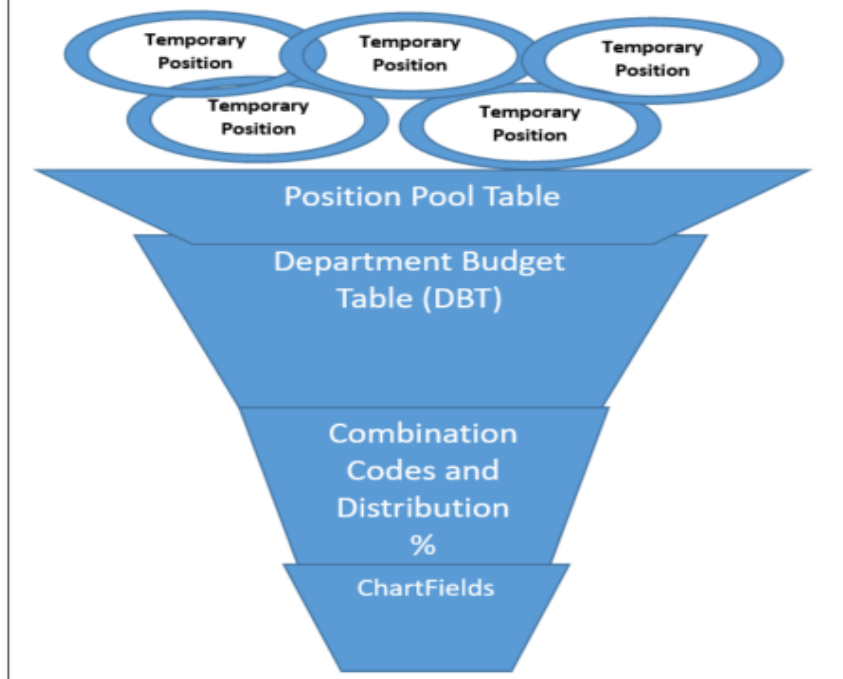 Temporary
Position
Temporary
Position
Temporary
Position
Temporary
Position
Temporary
Position
Position Pool Table
Department Budget
Table (DBT)
Combination
Codes and
Distribution
%
ChartFields